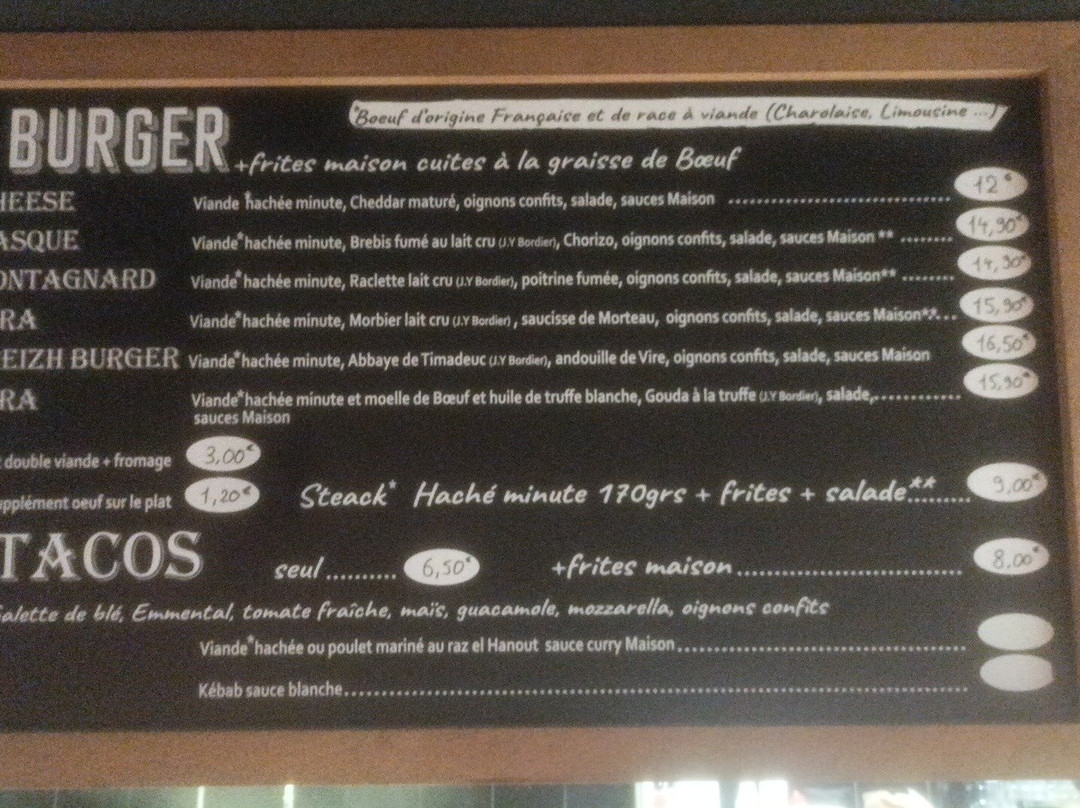 *Boeuf d'origine Française et de race à viande (Charolaise, Limousine ...)
BURGER +frites maison cuites à la graisse de Bœuf
HEESE Viande*hachée minute, Cheddar maturé, oignons confits, salade, sauces Maison .............................. 12€
ASQUE Viande*hachée minute, Brebis fumé au lait cru (J.Y Bordier), Chorizo, oignons confits, salade, sauces Maison ** ........ 14,90€
ONTAGNARD Viande*hachée minute, Raclette lait cru (J.Y Bordier), poitrine fumée, oignons confits, salade, sauces Maison** ........ 14,90€
RA Viande*hachée minute, Morbier lait cru (J.Y Bordier) , saucisse de Morteau, oignons confits, salade, sauces Maison**... 15,90€
EIZH BURGER Viande*hachée minute, Abbaye de Timadeuc (J.Y Bordier), andouille de Vire, oignons confits, salade, sauces Maison 16,50€
RA Viande*hachée minute et moelle de Bœuf et huile de truffe blanche, Gouda à la truffe (J.Y Bordier), salade,............. 15,90€
sauces Maison
double viande + fromage 3,00€
pplément oeuf sur le plat 1,20€
Steack* Haché minute 170grs + frites + salade**........ 9,00€
TACOS seul .......... 6,50€ +frites maison .............................. 8,00€
alette de blé, Emmental, tomate fraîche, maïs, guacamole, mozzarella, oignons confits
Viande*hachée ou poulet mariné au raz el Hanout sauce curry Maison........................................
Kébab sauce blanche................................................................................